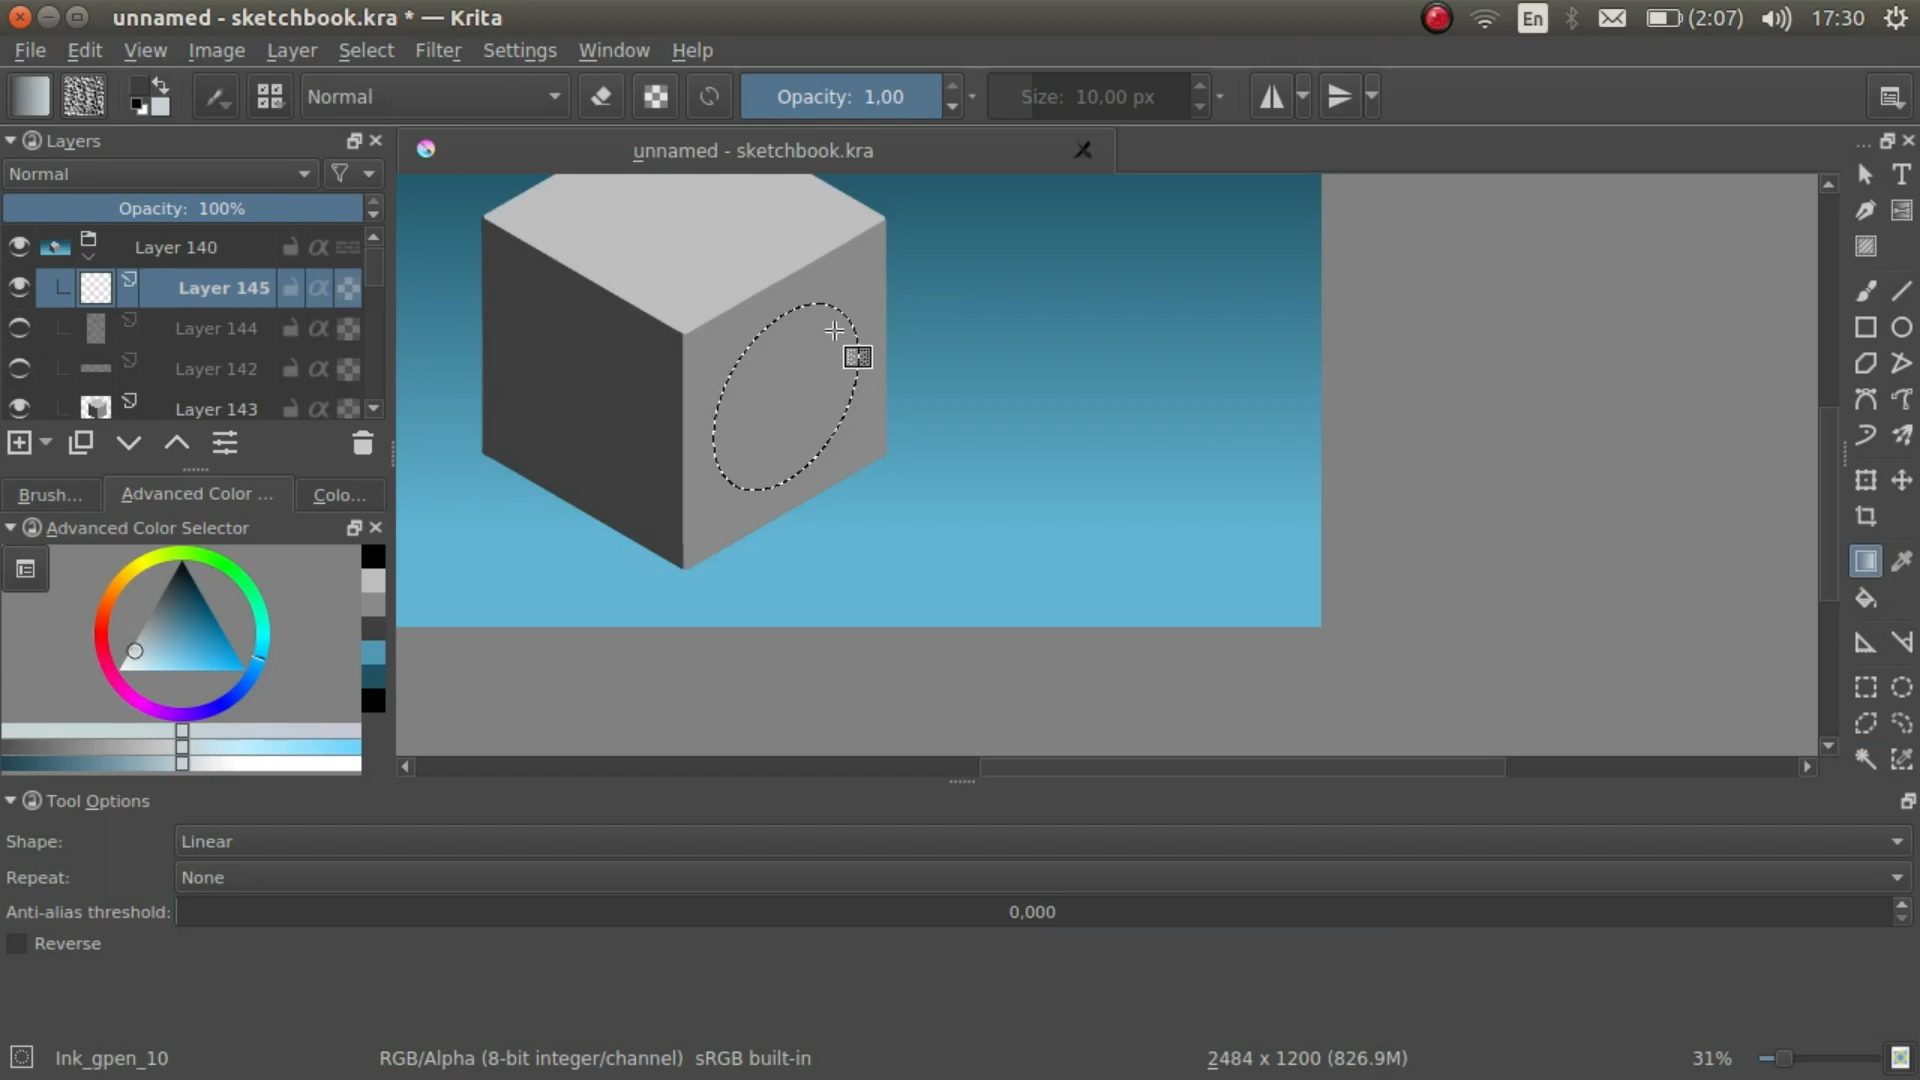 unnamed - sketchbook.kra * — Krita
En
(2:07)
17:30
File Edit View Image Layer Select Filter Settings Window Help
Normal
Opacity: 1,00
Size: 10,00 px
Layers
unnamed - sketchbook.kra
Normal
Opacity: 100%
Layer 140
Layer 145
Layer 144
Layer 142
Layer 143
Brush...
Advanced Color ...
Colo...
Advanced Color Selector
Tool Options
Shape: Linear
Repeat: None
Anti-alias threshold: 0,000
Reverse
Ink_gpen_10
RGB/Alpha (8-bit integer/channel) sRGB built-in
2484 x 1200 (826.9M)
31%